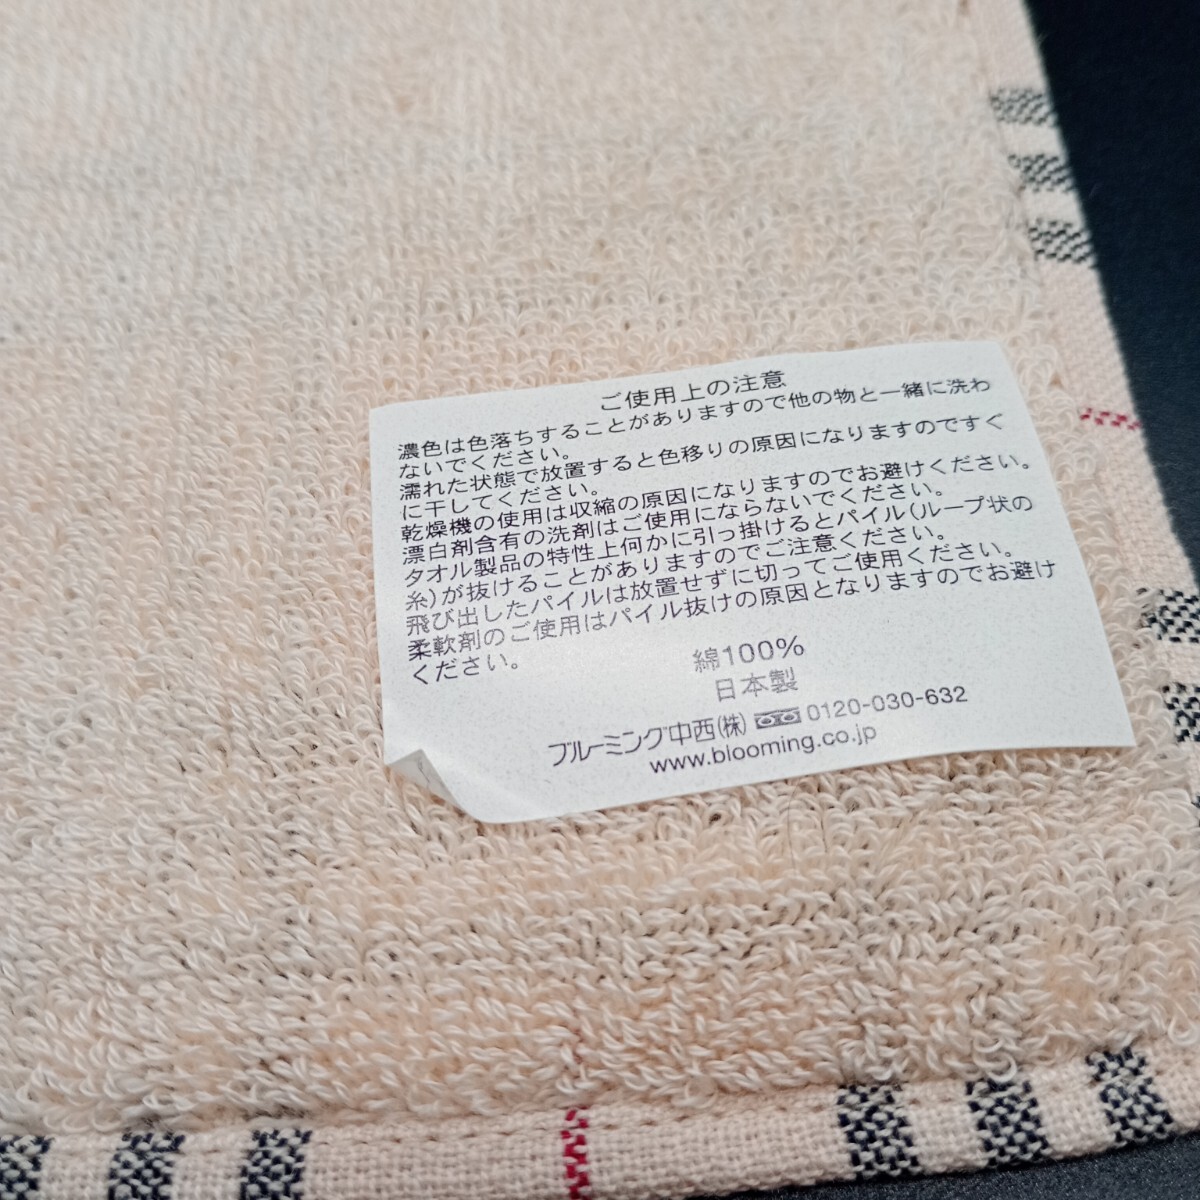 ご使用上の注意
濃色は色落ちすることがありますので他の物と一緒に洗わ
ないでください。
濡れた状態で放置すると色移りの原因になりますのですぐ
に干してください。
乾燥機の使用は収縮の原因になりますのでお避けください。
漂白剤含有の洗剤はご使用にならないでください。
タオル製品の特性上何かに引っ掛けるとパイル(ループ状の
糸)が抜けることがありますのでご注意ください。
飛び出したパイルは放置せずに切ってご使用ください。
柔軟剤のご使用はパイル抜けの原因となりますのでお避け
ください。
綿100%
日本製
ブルーミング中西(株) 0120-030-632
www.blooming.co.jp